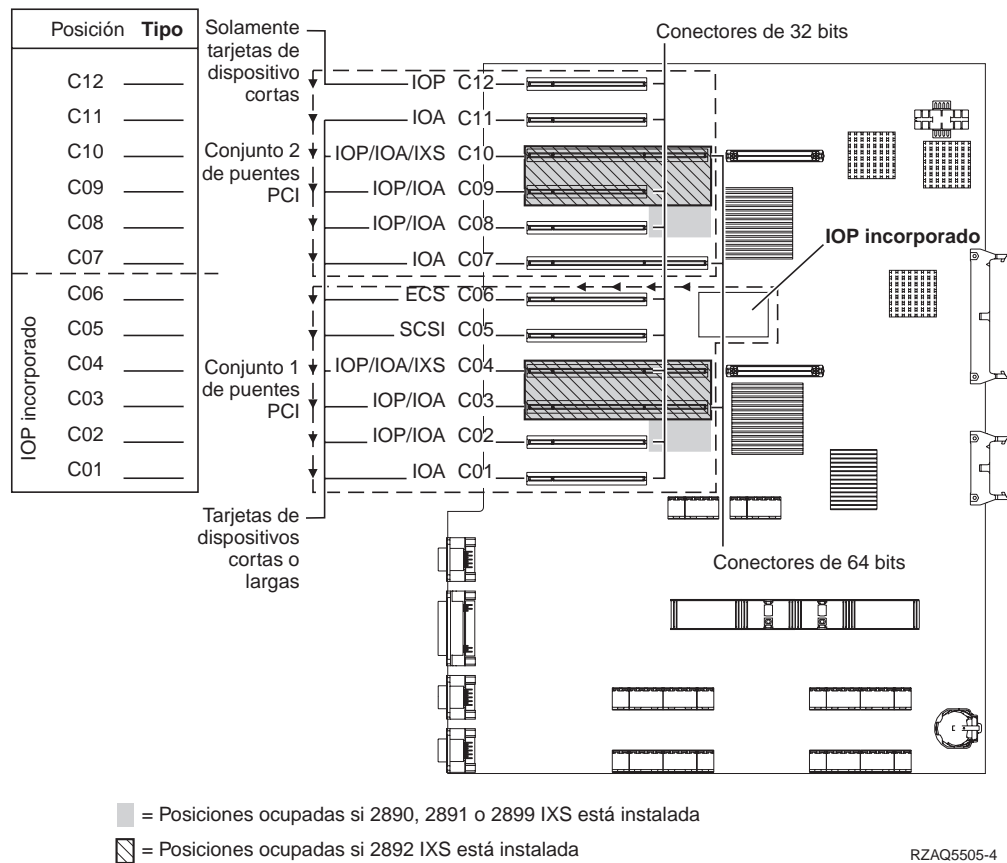 Posición Tipo
C12
C11
C10
C09
C08
C07
C06
C05
C04
C03
C02
C01
IOP incorporado
Solamente
tarjetas de
dispositivo
cortas
Conjunto 2
de puentes
PCI
Conjunto 1
de puentes
PCI
Tarjetas de
dispositivos
cortas o
largas
Conectores de 32 bits
IOP C12
IOA C11
IOP/IOA/IXS C10
IOP/IOA C09
IOP/IOA C08
IOA C07
ECS C06
SCSI C05
IOP/IOA/IXS C04
IOP/IOA C03
IOP/IOA C02
IOA C01
IOP incorporado
Conectores de 64 bits
= Posiciones ocupadas si 2890, 2891 o 2899 IXS está instalada
= Posiciones ocupadas si 2892 IXS está instalada
RZAQ5505-4